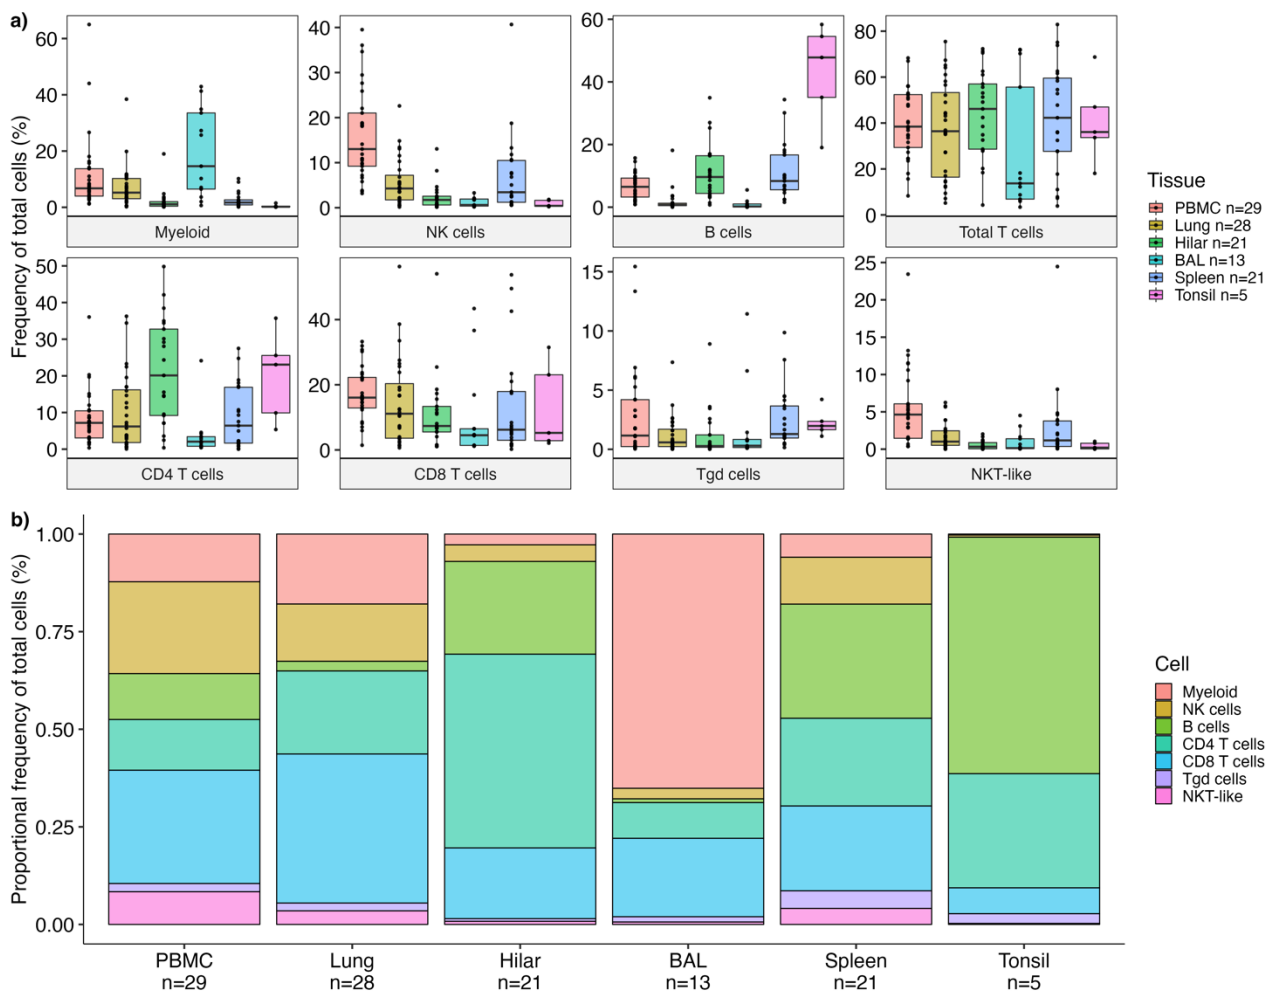 a)
Frequency of total cells (%)
60
40
20
0
Myeloid
40
30
20
10
0
NK cells
60
40
20
0
B cells
80
60
40
20
0
Total T cells
50
40
30
20
10
0
CD4 T cells
40
20
0
CD8 T cells
15
10
5
0
Tgd cells
25
20
15
10
5
0
NKT-like
Tissue
PBMC n=29
Lung n=28
Hilar n=21
BAL n=13
Spleen n=21
Tonsil n=5
b)
Proportional frequency of total cells (%)
1.00
0.75
0.50
0.25
0.00
PBMC
n=29
Lung
n=28
Hilar
n=21
BAL
n=13
Spleen
n=21
Tonsil
n=5
Cell
Myeloid
NK cells
B cells
CD4 T cells
CD8 T cells
Tgd cells
NKT-like